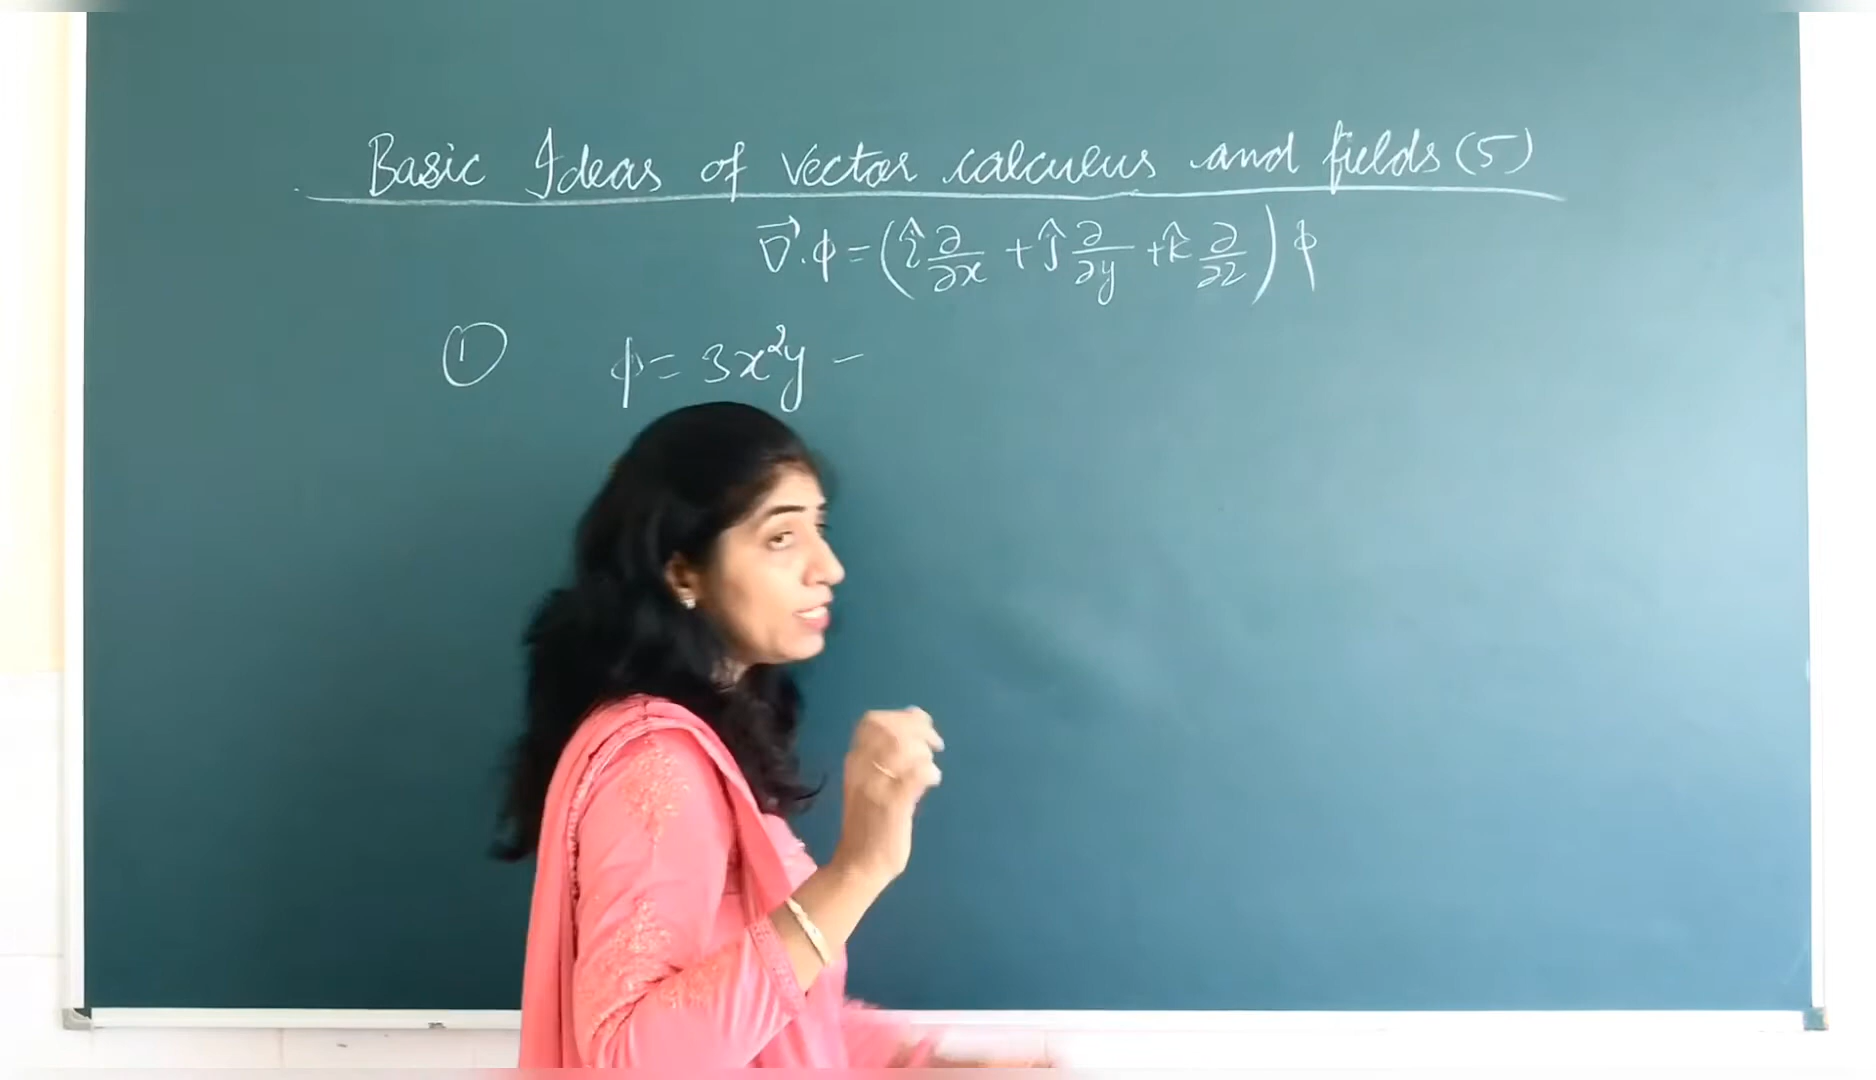 Basic Ideas of vector calculus and fields (5)
∇⃗.ϕ = (î ∂/∂x + ĵ ∂/∂y + k̂ ∂/∂z) ϕ
① ϕ = 3x²y –